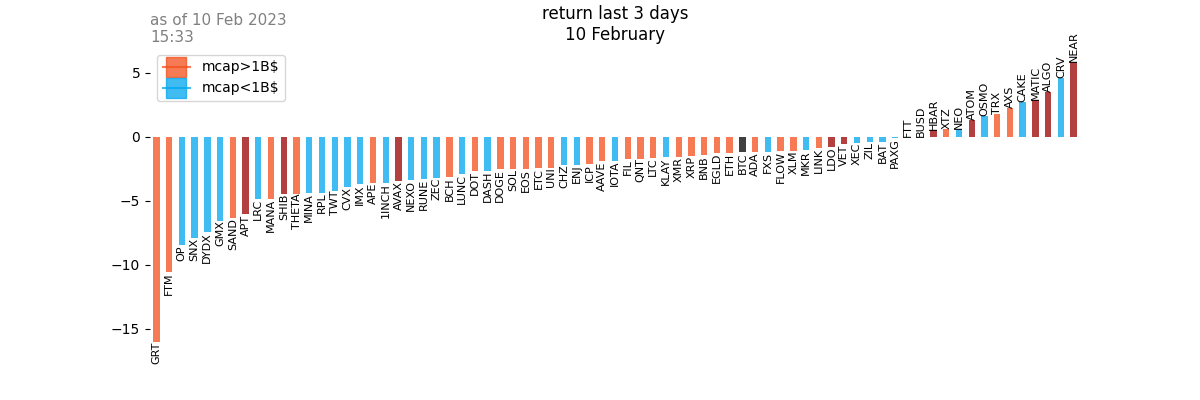 return last 3 days
10 February
as of 10 Feb 2023
15:33
mcap>1B$
mcap<1B$
5
0
−5
−10
−15
GRT
FTM
OP
SNX
DYDX
GMX
SAND
APT
LRC
MANA
SHIB
THETA
MINA
RPL
TWT
CVX
IMX
APE
1INCH
AVAX
NEXO
RUNE
ZEC
BCH
LUNC
DOT
DASH
DOGE
SOL
EOS
ETC
UNI
CHZ
ENJ
ICP
AAVE
IOTA
FIL
QNT
LTC
KLAY
XMR
XRP
BNB
EGLD
ETH
BTC
ADA
FXS
FLOW
XLM
MKR
LINK
LDO
VET
XEC
ZIL
BAT
PAXG
FTT
BUSD
HBAR
XTZ
NEO
ATOM
OSMO
TRX
AXS
CAKE
MATIC
ALGO
CRV
NEAR